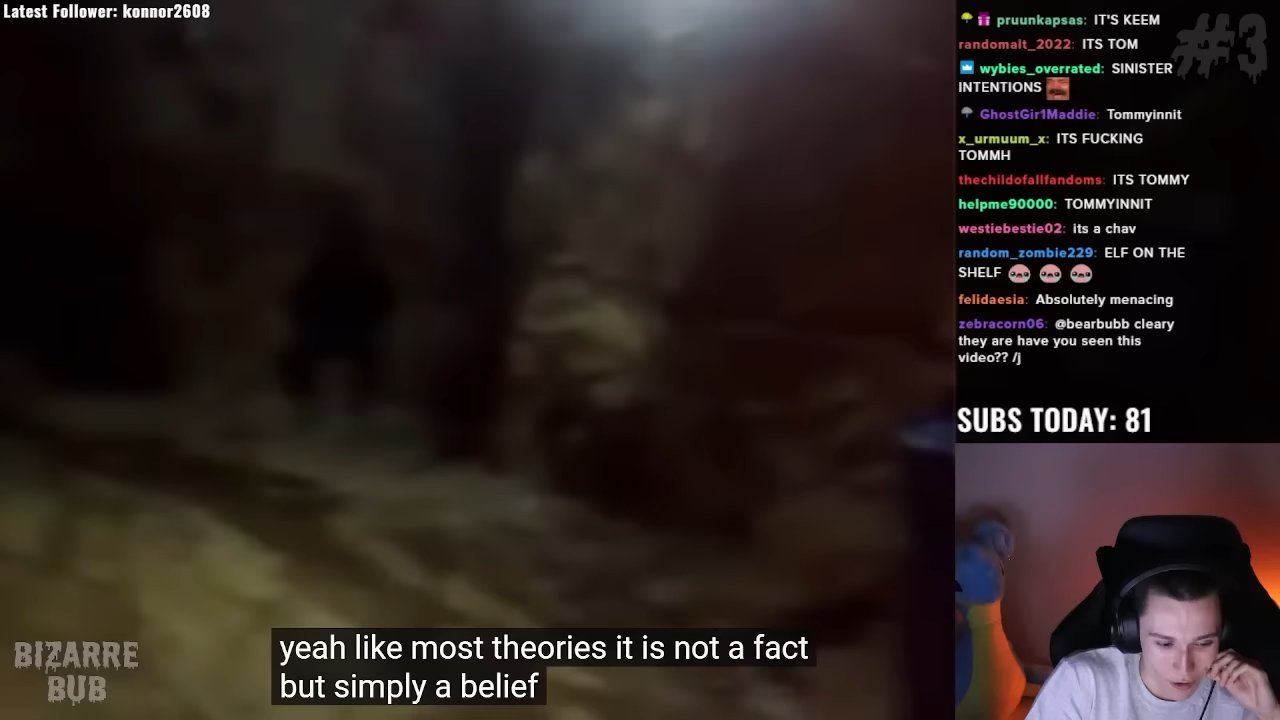 Latest Follower: konnor2608
#3
pruunkapsas: IT'S KEEM
randomalt_2022: ITS TOM
wybies_overrated: SINISTER
INTENTIONS
GhostGir1Maddie: Tommyinnit
x_urmuum_x: ITS FUCKING
TOMMH
thechildofallfandoms: ITS TOMMY
helpme90000: TOMMYINNIT
westiebestie02: its a chav
random_zombie229: ELF ON THE
SHELF
felidaesia: Absolutely menacing
zebracorn06: @bearbubb cleary
they are have you seen this
video?? /j
SUBS TODAY: 81
BIZARRE
BUB
yeah like most theories it is not a fact
but simply a belief